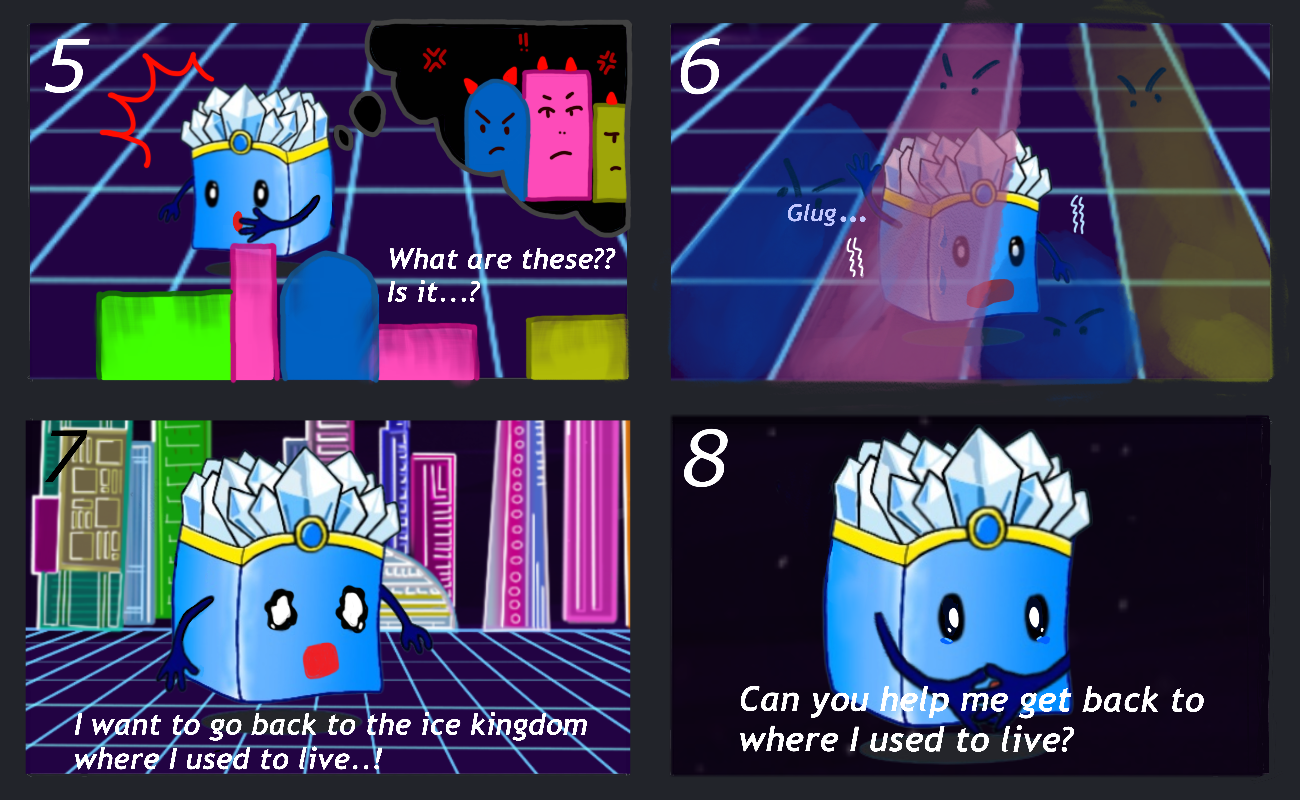 5
!!
What are these??
Is it...?
6
Glug...
7
I want to go back to the ice kingdom
where I used to live..!
8
Can you help me get back to
where I used to live?